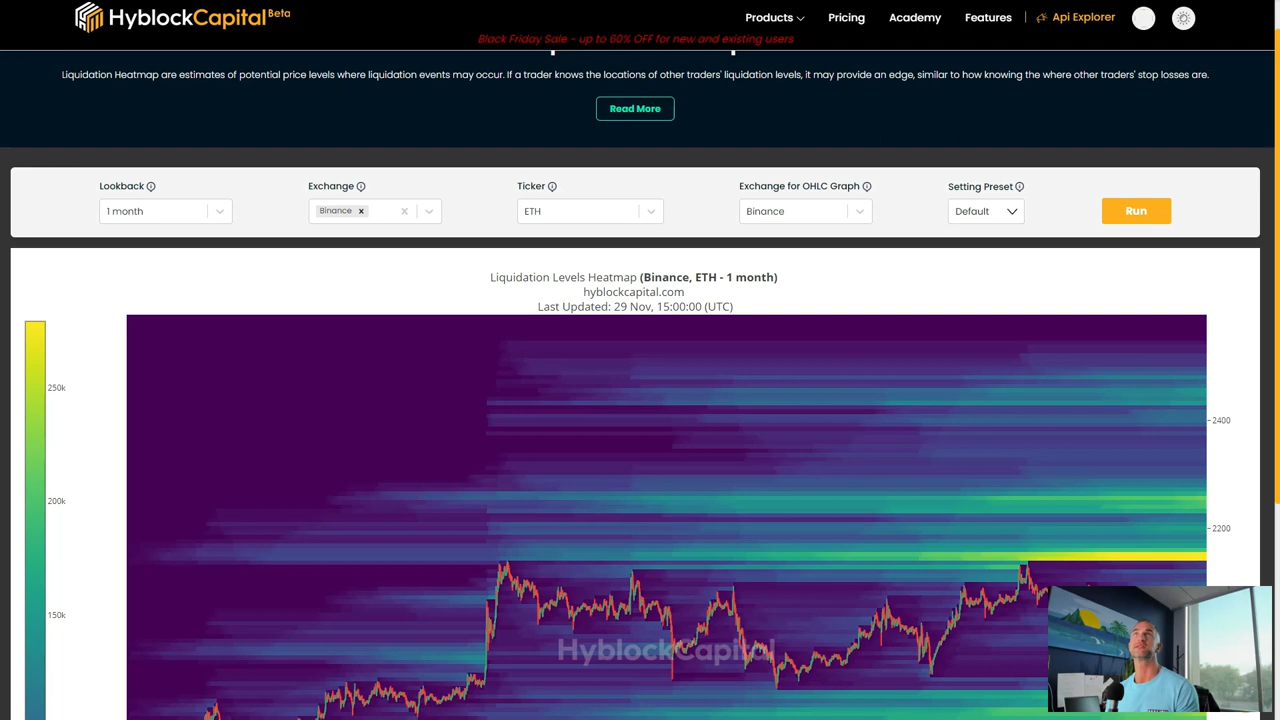 HyblockCapital Beta
Products
Pricing
Academy
Features
Api Explorer
Black Friday Sale - up to 60% OFF for new and existing users
Liquidation Heatmap are estimates of potential price levels where liquidation events may occur. If a trader knows the locations of other traders' liquidation levels, it may provide an edge, similar to how knowing the where other traders' stop losses are.
Read More
Lookback
Exchange
Ticker
Exchange for OHLC Graph
Setting Preset
1 month
Binance
ETH
Binance
Default
Run
Liquidation Levels Heatmap (Binance, ETH - 1 month)
hyblockcapital.com
Last Updated: 29 Nov, 15:00:00 (UTC)
250k
200k
150k
2400
2200
HyblockCapital